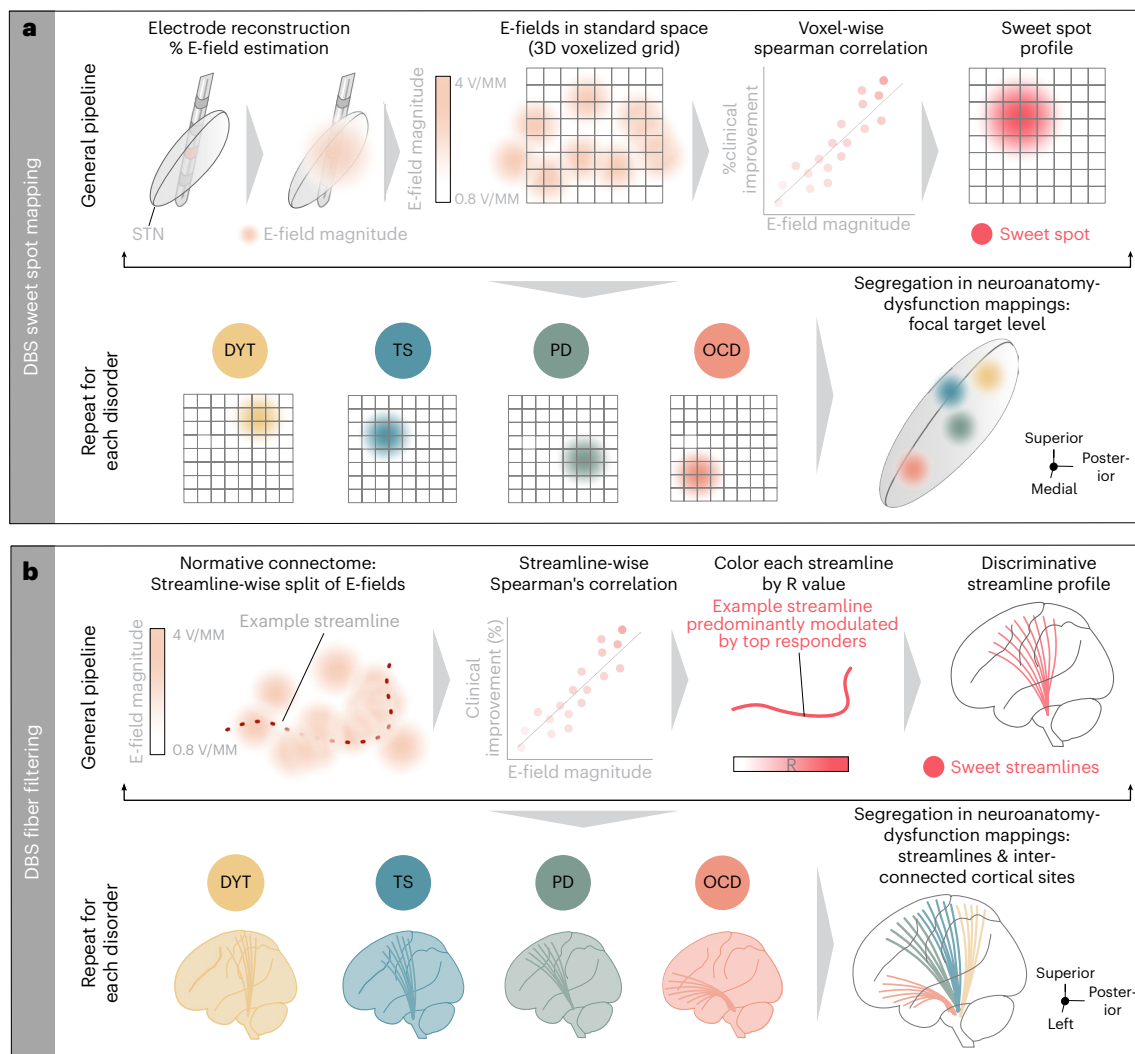 a
DBS sweet spot mapping
General pipeline
Electrode reconstruction
% E-field estimation
STN
E-field magnitude
E-fields in standard space
(3D voxelized grid)
4 V/MM
E-field magnitude
0.8 V/MM
Voxel-wise
spearman correlation
%clinical
improvement
E-field magnitude
Sweet spot
profile
Sweet spot
Repeat for
each disorder
DYT
TS
PD
OCD
Segregation in neuroanatomy-
dysfunction mappings:
focal target level
Superior
Poster-
ior
Medial
b
DBS fiber filtering
General pipeline
Normative connectome:
Streamline-wise split of E-fields
4 V/MM
E-field magnitude
0.8 V/MM
Example streamline
Streamline-wise
Spearman's correlation
Clinical
improvement (%)
E-field magnitude
Color each streamline
by R value
Example streamline
predominantly modulated
by top responders
R
Discriminative
streamline profile
Sweet streamlines
Repeat for
each disorder
DYT
TS
PD
OCD
Segregation in neuroanatomy-
dysfunction mappings:
streamlines & inter-
connected cortical sites
Superior
Poster-
ior
Left